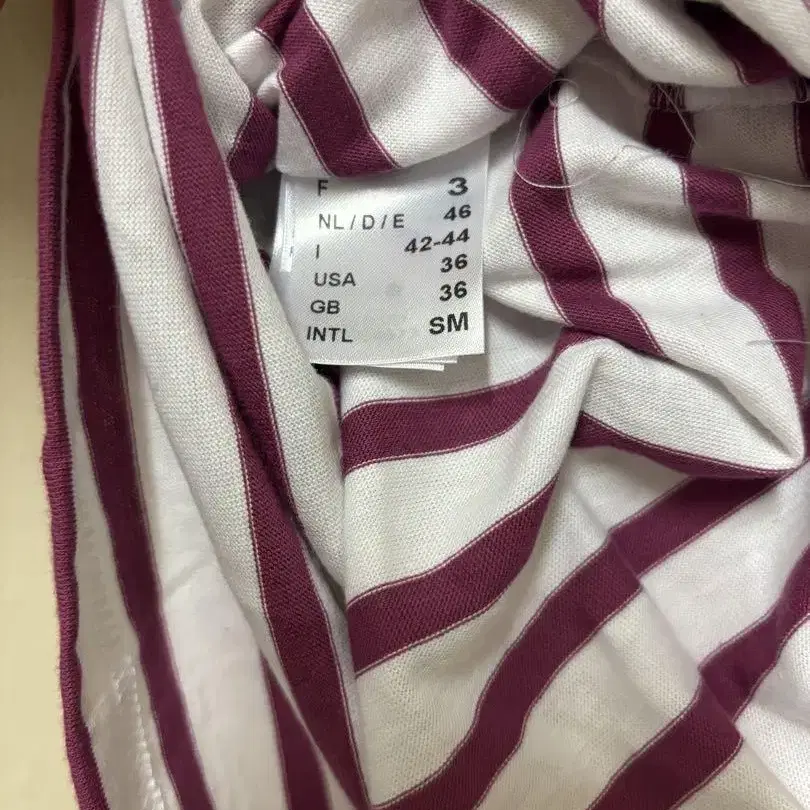 F 3
NL / D / E 46
I 42-44
USA 36
GB 36
INTL SM